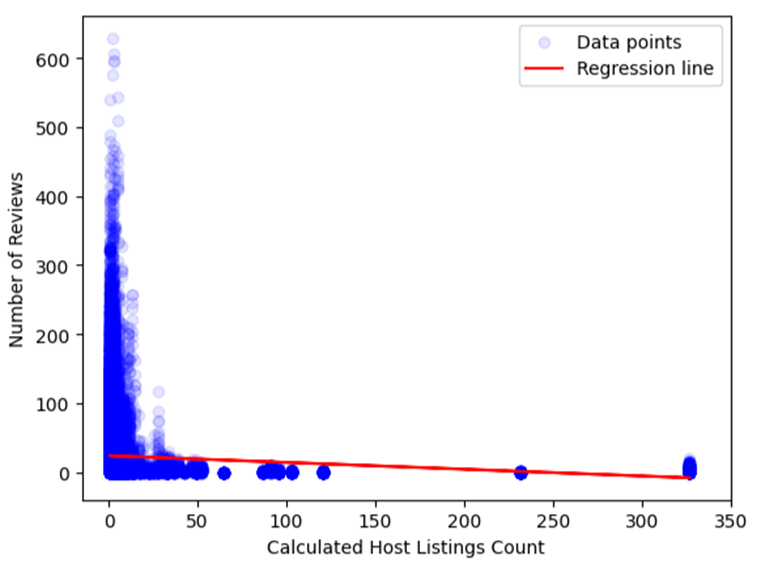 Data points
Regression line
600
500
400
300
200
100
0
Number of Reviews
0 50 100 150 200 250 300 350
Calculated Host Listings Count